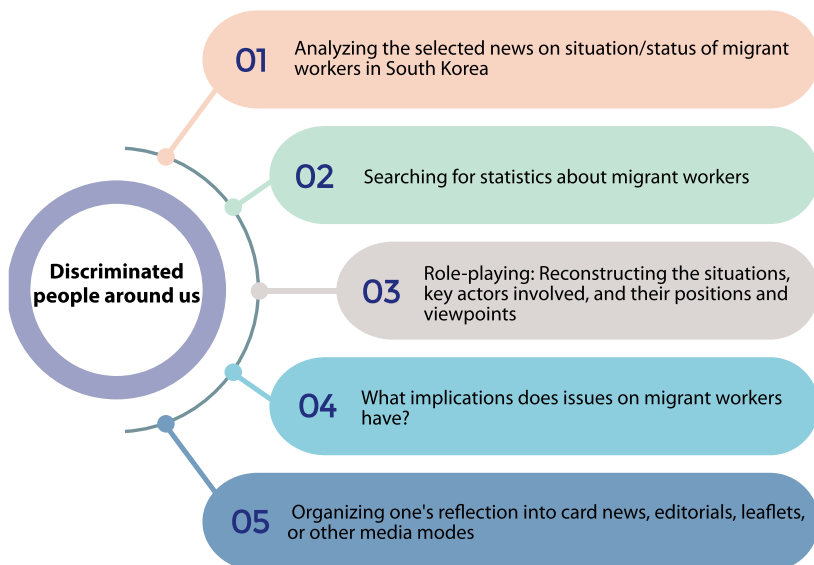 01
Analyzing the selected news on situation/status of migrant
workers in South Korea
02
Searching for statistics about migrant workers
Discriminated
people around us
03
Role-playing: Reconstructing the situations,
key actors involved, and their positions and
viewpoints
04
What implications does issues on migrant workers
have?
05
Organizing one's reflection into card news, editorials, leaflets,
or other media modes